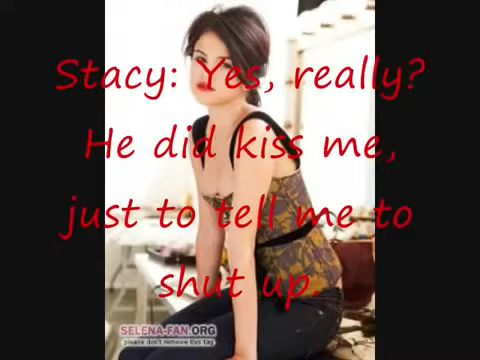 Stacy: Yes, really?
He did kiss me,
just to tell me to
shut up.
SELENA-FAN.ORG
please don't remove this tag